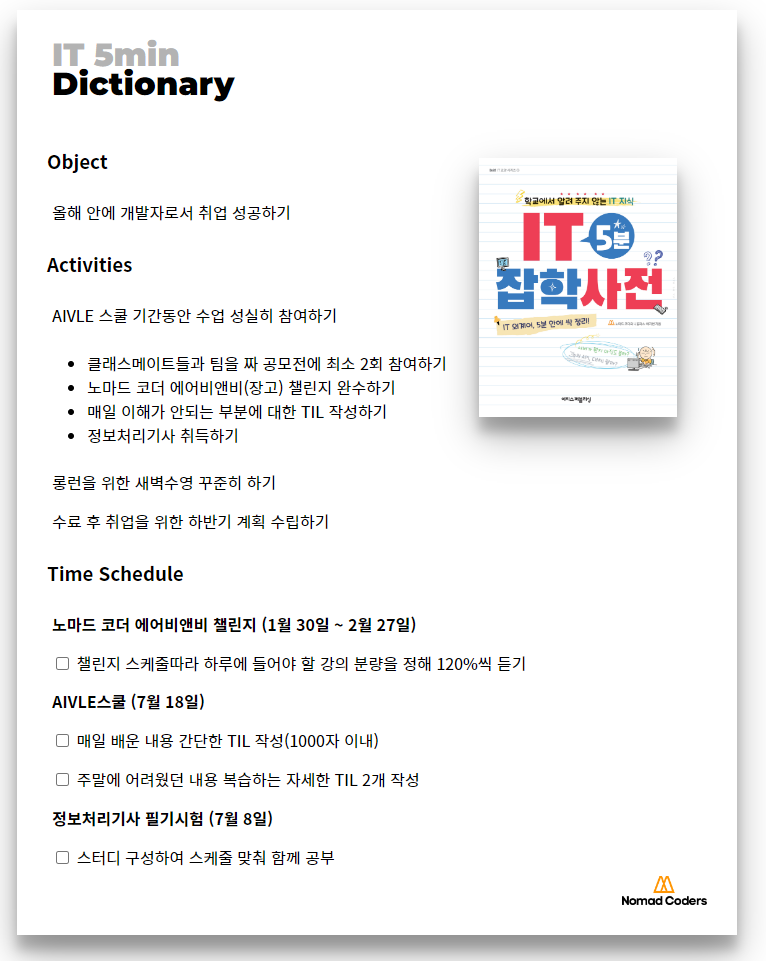 IT 5min
Dictionary
Object
올해 안에 개발자로서 취업 성공하기
학교에서 알려 주지 않는 IT 지식
IT 5분
잡학사전
??
IT 외계어, 5분 안에 싹 정리!
Activities
AIVLE 스쿨 기간동안 수업 성실히 참여하기
• 클래스메이트들과 팀을 짜 공모전에 최소 2회 참여하기
• 노마드 코더 에어비앤비(장고) 챌린지 완수하기
• 매일 이해가 안되는 부분에 대한 TIL 작성하기
• 정보처리기사 취득하기
이지스퍼블리싱
롱런을 위한 새벽수영 꾸준히 하기
수료 후 취업을 위한 하반기 계획 수립하기
Time Schedule
노마드 코더 에어비앤비 챌린지 (1월 30일 ~ 2월 27일)
챌린지 스케줄따라 하루에 들어야 할 강의 분량을 정해 120%씩 듣기
AIVLE스쿨 (7월 18일)
매일 배운 내용 간단한 TIL 작성(1000자 이내)
주말에 어려웠던 내용 복습하는 자세한 TIL 2개 작성
정보처리기사 필기시험 (7월 8일)
스터디 구성하여 스케줄 맞춰 함께 공부
Nomad Coders